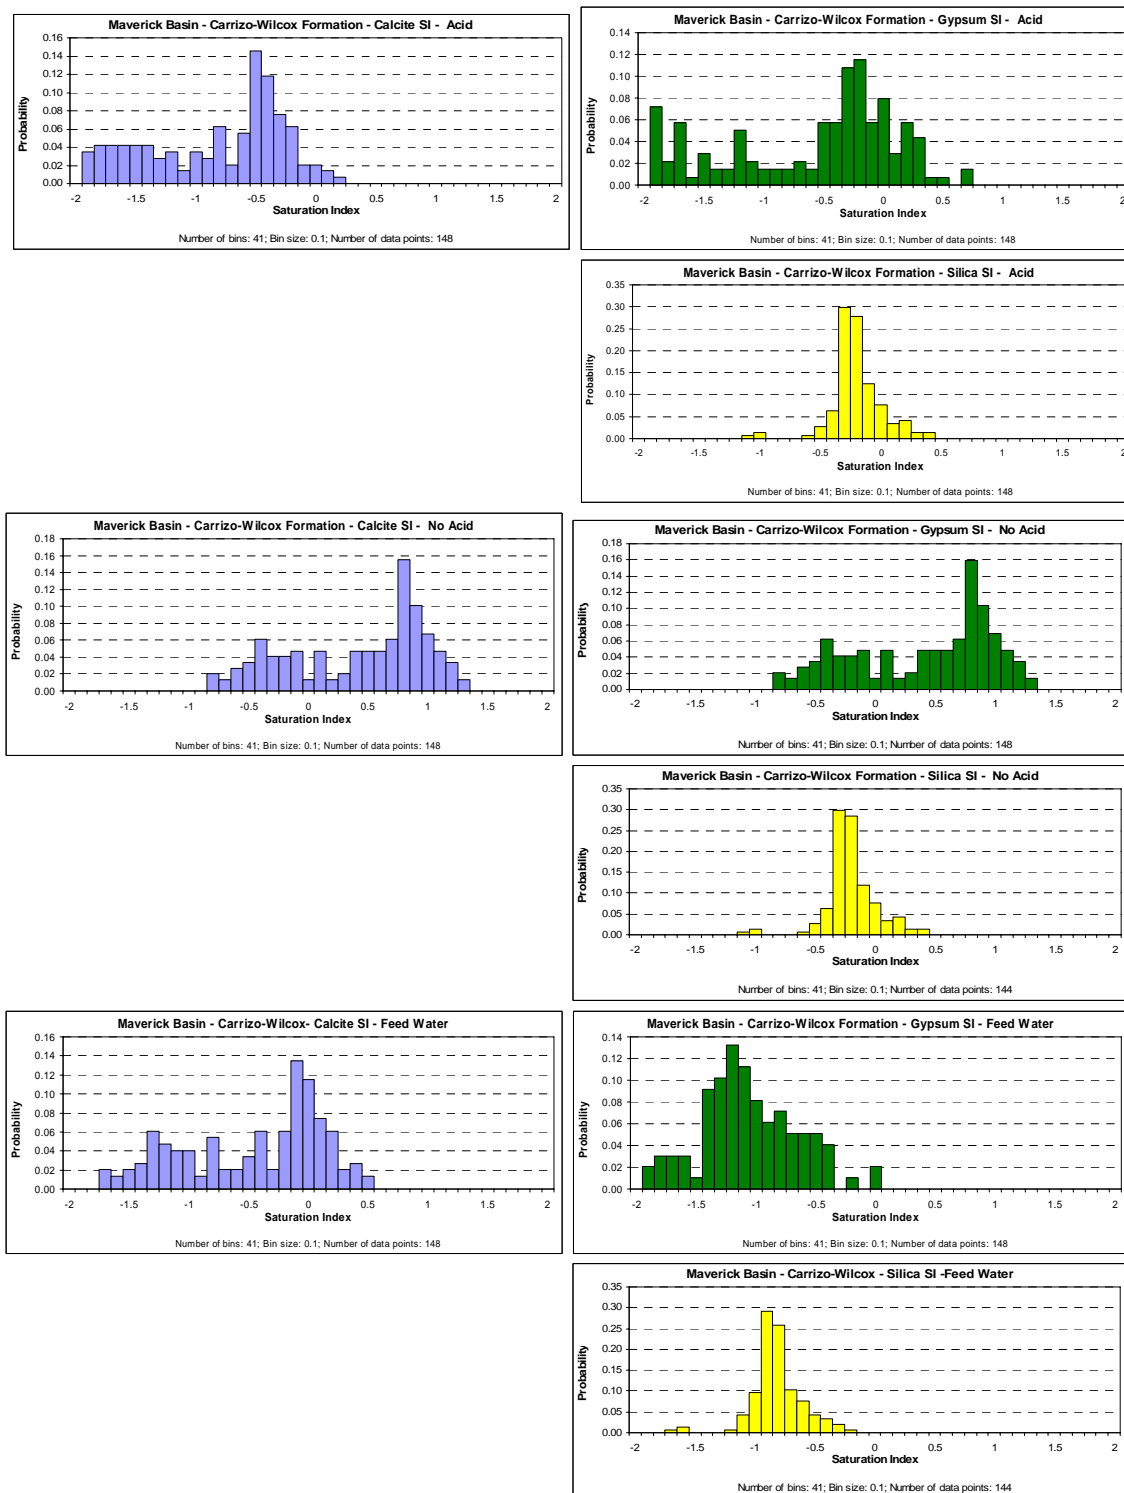 Maverick Basin - Carrizo-Wilcox Formation - Calcite SI - Acid
Probability
0.16
0.14
0.12
0.10
0.08
0.06
0.04
0.02
0.00
-2 -1.5 -1 -0.5 0 0.5 1 1.5 2
Saturation Index
Number of bins: 41; Bin size: 0.1; Number of data points: 148
Maverick Basin - Carrizo-Wilcox Formation - Gypsum SI - Acid
Probability
0.14
0.12
0.10
0.08
0.06
0.04
0.02
0.00
-2 -1.5 -1 -0.5 0 0.5 1 1.5 2
Saturation Index
Number of bins: 41; Bin size: 0.1; Number of data points: 148
Maverick Basin - Carrizo-Wilcox Formation - Silica SI - Acid
Probability
0.35
0.30
0.25
0.20
0.15
0.10
0.05
0.00
-2 -1.5 -1 -0.5 0 0.5 1 1.5 2
Saturation Index
Number of bins: 41; Bin size: 0.1; Number of data points: 148
Maverick Basin - Carrizo-Wilcox Formation - Calcite SI - No Acid
Probability
0.18
0.16
0.14
0.12
0.10
0.08
0.06
0.04
0.02
0.00
-2 -1.5 -1 -0.5 0 0.5 1 1.5 2
Saturation Index
Number of bins: 41; Bin size: 0.1; Number of data points: 148
Maverick Basin - Carrizo-Wilcox Formation - Gypsum SI - No Acid
Probability
0.18
0.16
0.14
0.12
0.10
0.08
0.06
0.04
0.02
0.00
-2 -1.5 -1 -0.5 0 0.5 1 1.5 2
Saturation Index
Number of bins: 41; Bin size: 0.1; Number of data points: 148
Maverick Basin - Carrizo-Wilcox Formation - Silica SI - No Acid
Probability
0.35
0.30
0.25
0.20
0.15
0.10
0.05
0.00
-2 -1.5 -1 -0.5 0 0.5 1 1.5 2
Saturation Index
Number of bins: 41; Bin size: 0.1; Number of data points: 144
Maverick Basin - Carrizo-Wilcox- Calcite SI - Feed Water
Probability
0.16
0.14
0.12
0.10
0.08
0.06
0.04
0.02
0.00
-2 -1.5 -1 -0.5 0 0.5 1 1.5 2
Saturation Index
Number of bins: 41; Bin size: 0.1; Number of data points: 148
Maverick Basin - Carrizo-Wilcox Formation - Gypsum SI - Feed Water
Probability
0.14
0.12
0.10
0.08
0.06
0.04
0.02
0.00
-2 -1.5 -1 -0.5 0 0.5 1 1.5 2
Saturation Index
Number of bins: 41; Bin size: 0.1; Number of data points: 148
Maverick Basin - Carrizo-Wilcox - Silica SI -Feed Water
Probability
0.35
0.30
0.25
0.20
0.15
0.10
0.05
0.00
-2 -1.5 -1 -0.5 0 0.5 1 1.5 2
Saturation Index
Number of bins: 41; Bin size: 0.1; Number of data points: 144